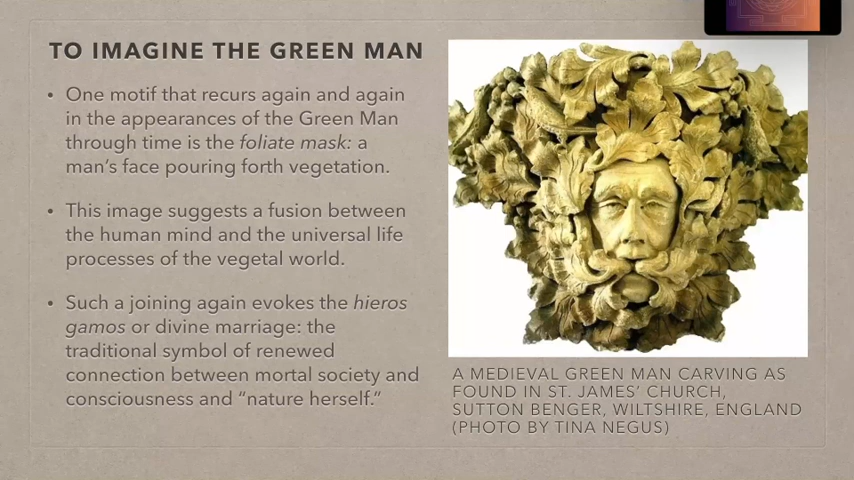 TO IMAGINE THE GREEN MAN
• One motif that recurs again and again
in the appearances of the Green Man
through time is the foliate mask: a
man's face pouring forth vegetation.
• This image suggests a fusion between
the human mind and the universal life
processes of the vegetal world.
• Such a joining again evokes the hieros
gamos or divine marriage: the
traditional symbol of renewed
connection between mortal society and
consciousness and “nature herself.”
A MEDIEVAL GREEN MAN CARVING AS
FOUND IN ST. JAMES’ CHURCH,
SUTTON BENGER, WILTSHIRE, ENGLAND
(PHOTO BY TINA NEGUS)